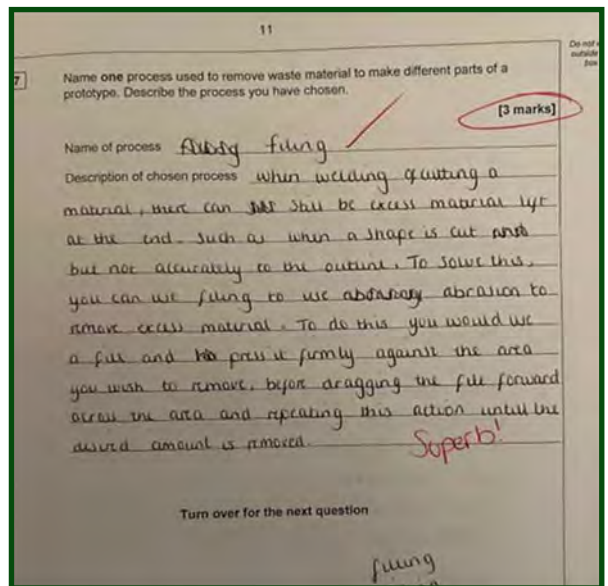 11
Do not
outside
box
7
Name one process used to remove waste material to make different parts of a
prototype. Describe the process you have chosen.
[3 marks]
Name of process filing
Description of chosen process when welding or cutting a
material, there can still be excess material left
at the end. Such as when a shape is cut
but not accurately to the outline. To solve this,
you can use filing to use abrasion to
remove excess material. To do this you would use
a file and press it firmly against the area
you wish to remove, before dragging the file forward
across the area and repeating this action untill the
desired amount is removed.
Superb!
Turn over for the next question
filing